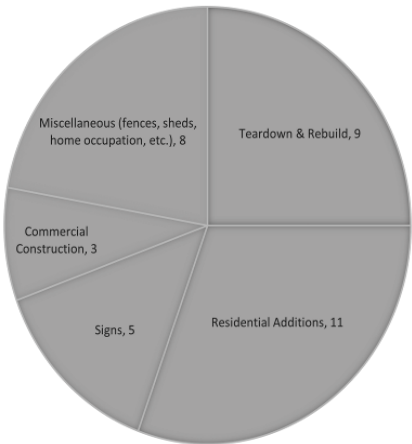 Miscellaneous (fences, sheds,
home occupation, etc.), 8
Teardown & Rebuild, 9
Commercial
Construction, 3
Signs, 5
Residential Additions, 11